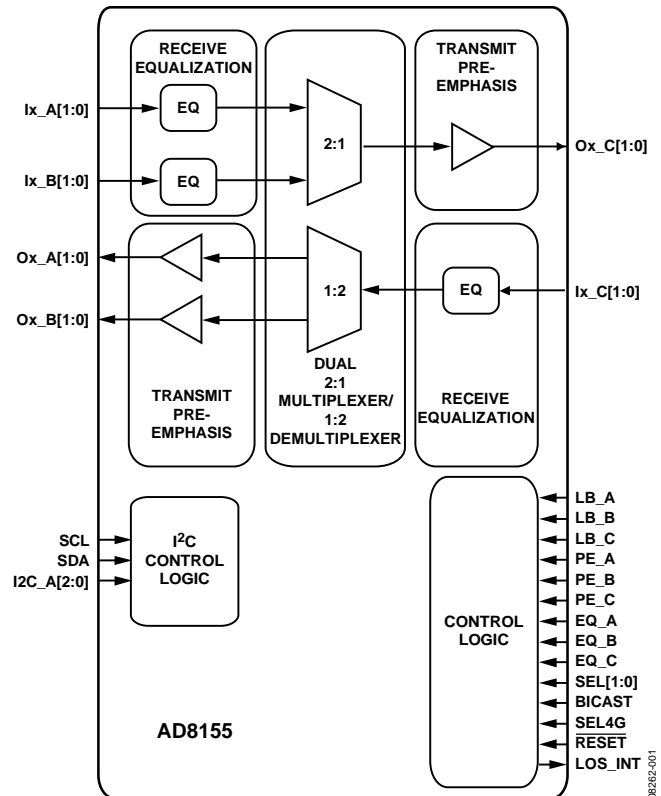 RECEIVE
EQUALIZATION
Ix_A[1:0]
EQ
Ix_B[1:0]
EQ
2:1
TRANSMIT
PRE-
EMPHASIS
Ox_C[1:0]
Ox_A[1:0]
Ox_B[1:0]
TRANSMIT
PRE-
EMPHASIS
1:2
DUAL
2:1
MULTIPLEXER/
1:2
DEMULTIPLEXER
EQ
Ix_C[1:0]
RECEIVE
EQUALIZATION
SCL
SDA
I2C_A[2:0]
I²C
CONTROL
LOGIC
CONTROL
LOGIC
LB_A
LB_B
LB_C
PE_A
PE_B
PE_C
EQ_A
EQ_B
EQ_C
SEL[1:0]
BICAST
SEL4G
RESET
LOS_INT
AD8155
08262-001